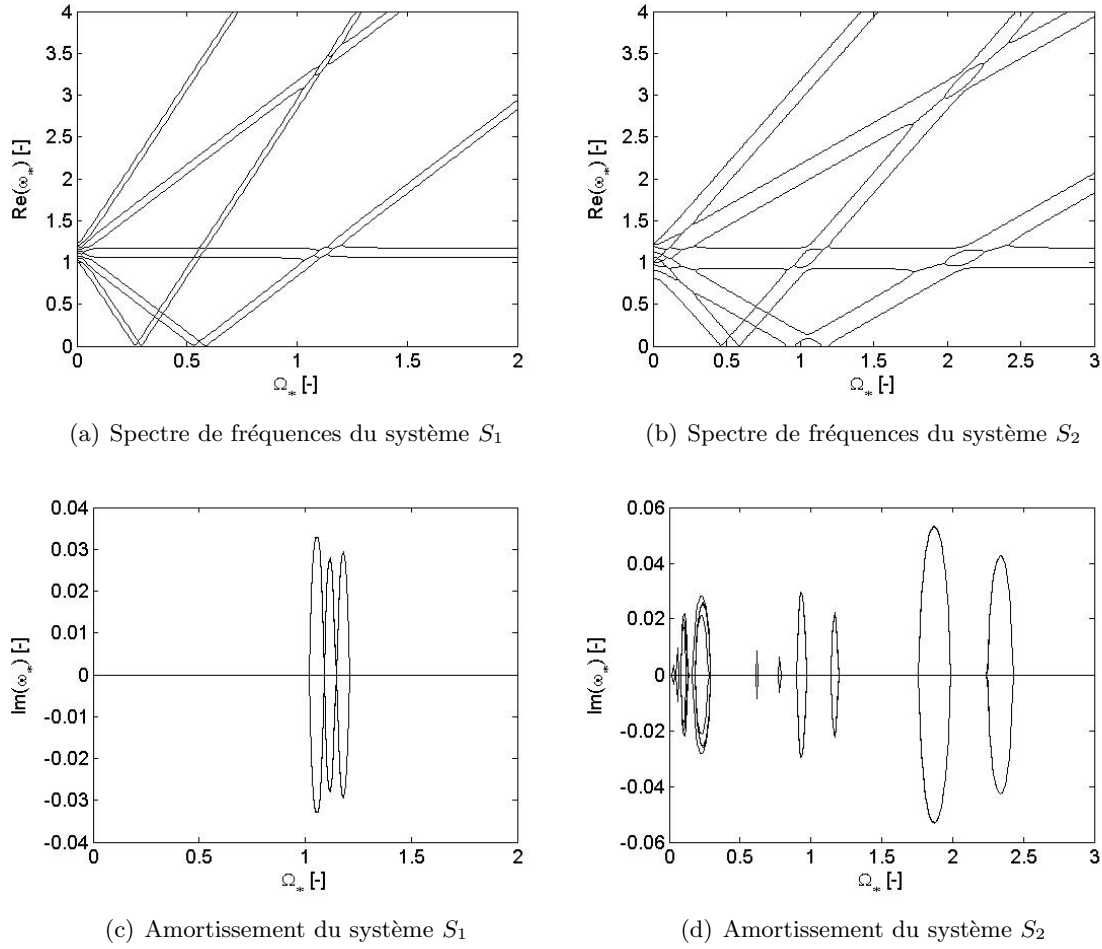 4
3.5
3
2.5
2
1.5
1
0.5
0
Re(ω*) [-]
0 0.5 1 1.5 2
Ω* [-]
(a) Spectre de fréquences du système S1
4
3.5
3
2.5
2
1.5
1
0.5
0
Re(ω*) [-]
0 0.5 1 1.5 2 2.5 3
Ω* [-]
(b) Spectre de fréquences du système S2
0.04
0.03
0.02
0.01
0
-0.01
-0.02
-0.03
-0.04
Im(ω*) [-]
0 0.5 1 1.5 2
Ω* [-]
(c) Amortissement du système S1
0.06
0.04
0.02
0
-0.02
-0.04
-0.06
Im(ω*) [-]
0 0.5 1 1.5 2 2.5 3
Ω* [-]
(d) Amortissement du système S2